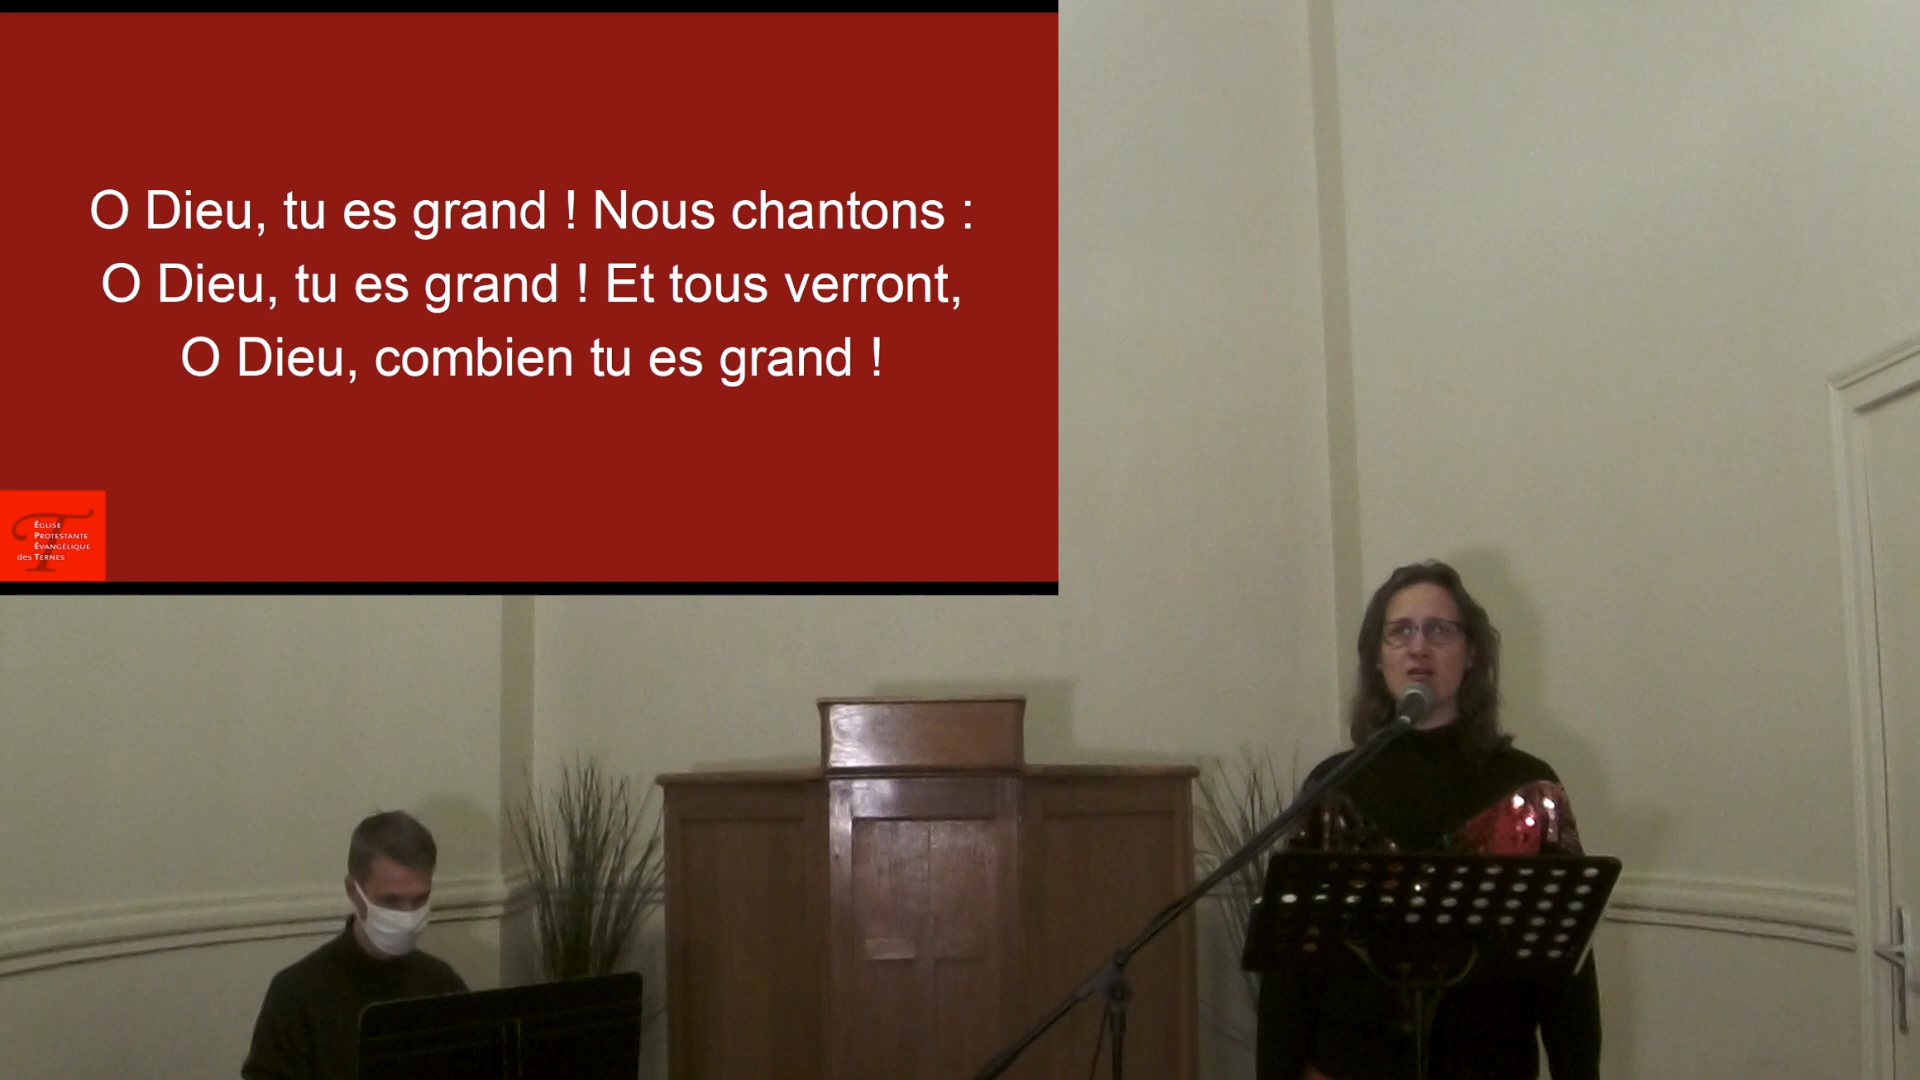 O Dieu, tu es grand ! Nous chantons :
O Dieu, tu es grand ! Et tous verront,
O Dieu, combien tu es grand !
ÉGLISE
PROTESTANTE
ÉVANGÉLIQUE
des TERNES